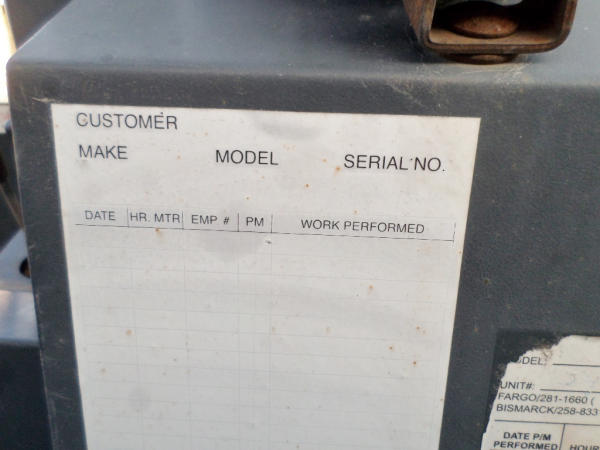 CUSTOMER
MAKE MODEL SERIAL NO.
DATE HR. MTR EMP # PM WORK PERFORMED
UNIT#:
FARGO/281-1660 (
BISMARCK/258-833
DATE P/M
PERFORMED HOUR